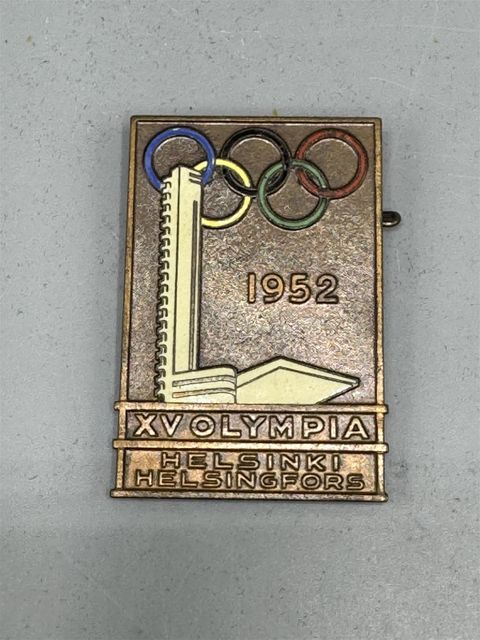 1952
XV OLYMPIA
HELSINKI
HELSINGFORS